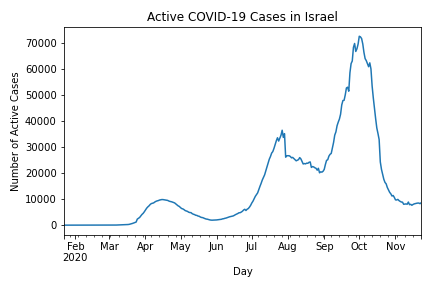 Active COVID-19 Cases in Israel
Number of Active Cases
70000
60000
50000
40000
30000
20000
10000
0
Feb Mar Apr May Jun Jul Aug Sep Oct Nov
2020
Day